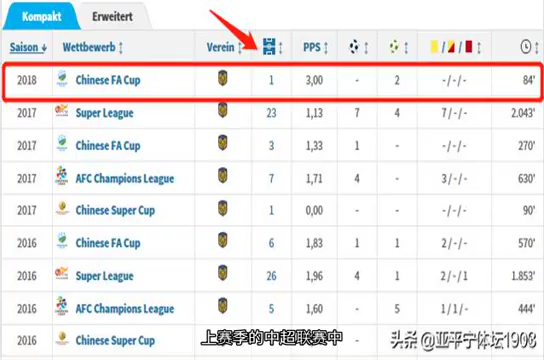 Kompakt Erweitert
Saison Wettbewerb Verein PPS / /
2018 Chinese FA Cup 1 3,00 - 2 -/-/- 84'
2017 Super League 23 1,13 7 4 7/-/- 2.043'
2017 Chinese FA Cup 3 1,33 1 - -/-/- 270'
2017 AFC Champions League 7 1,71 4 - 3/-/- 630'
2017 Chinese Super Cup 1 0,00 - - -/-/- 90'
2016 Chinese FA Cup 6 1,83 1 1 2/-/- 570'
2016 Super League 26 1,96 4 1 2/-/1 1.853'
2016 AFC Champions League 5 1,60 - 5 1/1/- 444'
2016 Chinese Super Cup
上赛季的中超联赛中
头条@亚平宁体坛1908